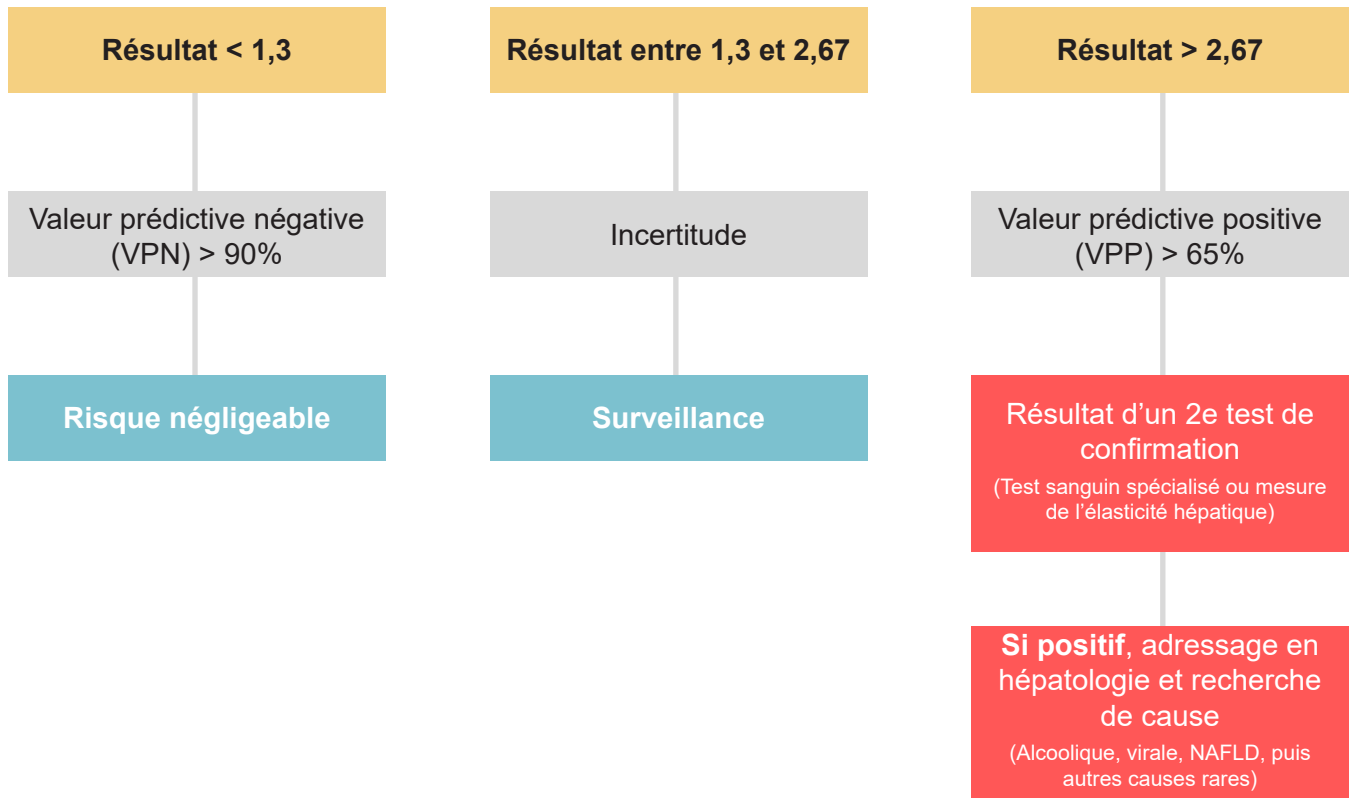 Résultat < 1,3
Valeur prédictive négative
(VPN) > 90%
Risque négligeable
Résultat entre 1,3 et 2,67
Incertitude
Surveillance
Résultat > 2,67
Valeur prédictive positive
(VPP) > 65%
Résultat d’un 2e test de
confirmation
(Test sanguin spécialisé ou mesure
de l’élasticité hépatique)
Si positif, adressage en
hépatologie et recherche
de cause
(Alcoolique, virale, NAFLD, puis
autres causes rares)